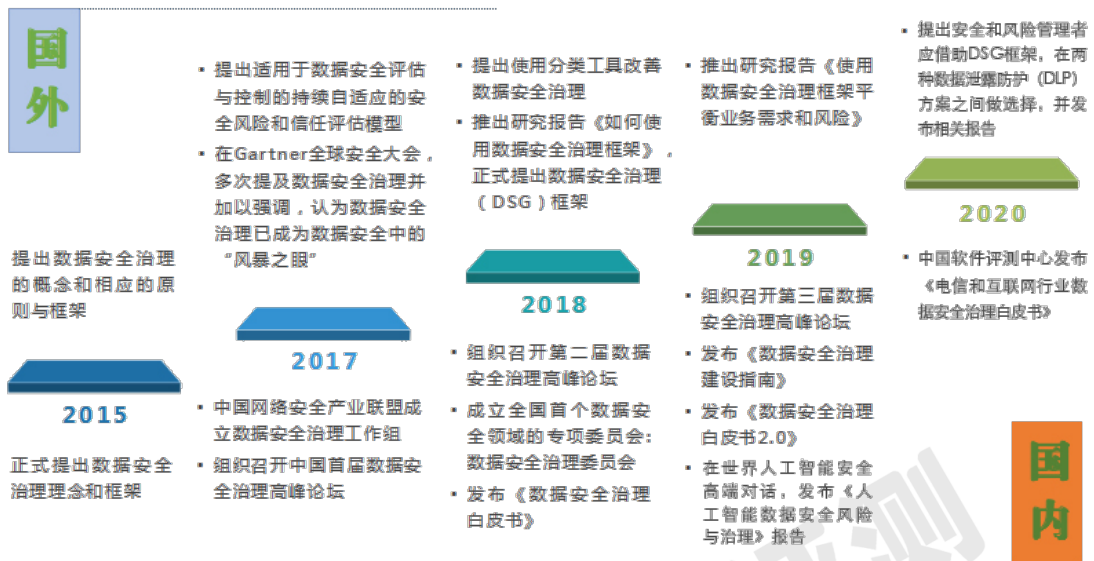 国
外
提出数据安全治理
的概念和相应的原
则与框架
2015
正式提出数据安全
治理理念和框架
▪ 提出适用于数据安全评估
与控制的持续自适应的安
全风险和信任评估模型
▪ 在Gartner全球安全大会，
多次提及数据安全治理并
加以强调，认为数据安全
治理已成为数据安全中的
“风暴之眼”
2017
▪ 中国网络安全产业联盟成
立数据安全治理工作组
▪ 组织召开中国首届数据安
全治理高峰论坛
▪ 提出使用分类工具改善
数据安全治理
▪ 推出研究报告《如何使
用数据安全治理框架》，
正式提出数据安全治理
（DSG）框架
2018
▪ 组织召开第二届数据
安全治理高峰论坛
▪ 成立全国首个数据安
全领域的专项委员会：
数据安全治理委员会
▪ 发布《数据安全治理
白皮书》
▪ 推出研究报告《使用
数据安全治理框架平
衡业务需求和风险》
2019
▪ 组织召开第三届数据
安全治理高峰论坛
▪ 发布《数据安全治理
建设指南》
▪ 发布《数据安全治理
白皮书2.0》
▪ 在世界人工智能安全
高端对话，发布《人
工智能数据安全风险
与治理》报告
▪ 提出安全和风险管理者
应借助DSG框架，在两
种数据泄露防护（DLP）
方案之间做选择，并发
布相关报告
2020
▪ 中国软件评测中心发布
《电信和互联网行业数
据安全治理白皮书》
国
内
测